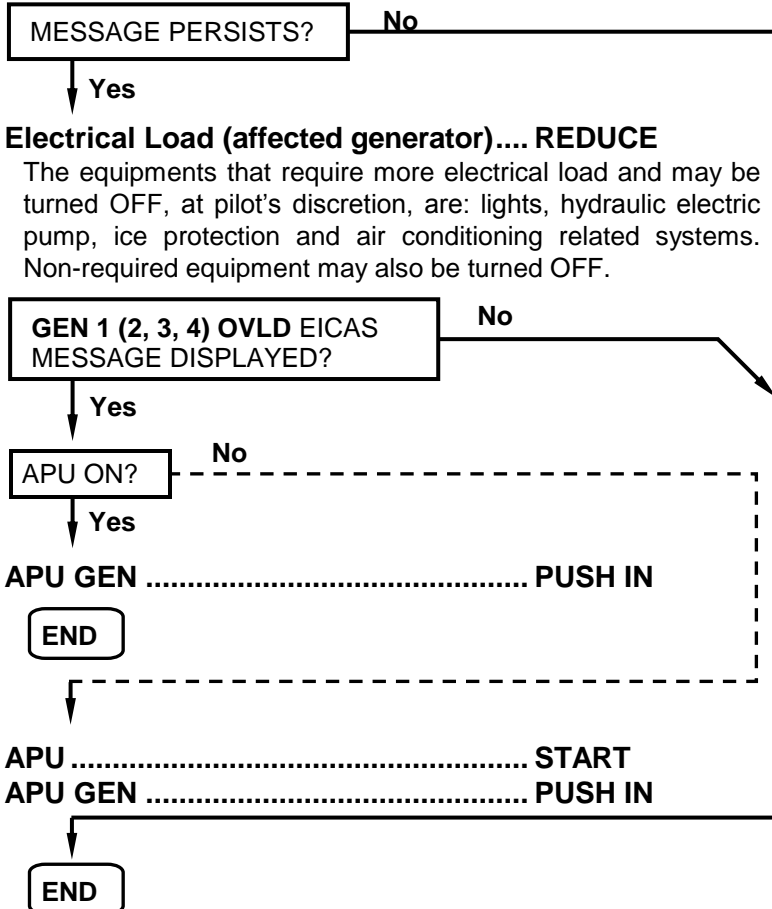 MESSAGE PERSISTS?
No
Yes
Electrical Load (affected generator).... REDUCE
The equipments that require more electrical load and may be
turned OFF, at pilot's discretion, are: lights, hydraulic electric
pump, ice protection and air conditioning related systems.
Non-required equipment may also be turned OFF.
GEN 1 (2, 3, 4) OVLD EICAS
MESSAGE DISPLAYED?
No
Yes
APU ON?
No
Yes
APU GEN ............................................... PUSH IN
END
APU ........................................................ START
APU GEN ............................................... PUSH IN
END